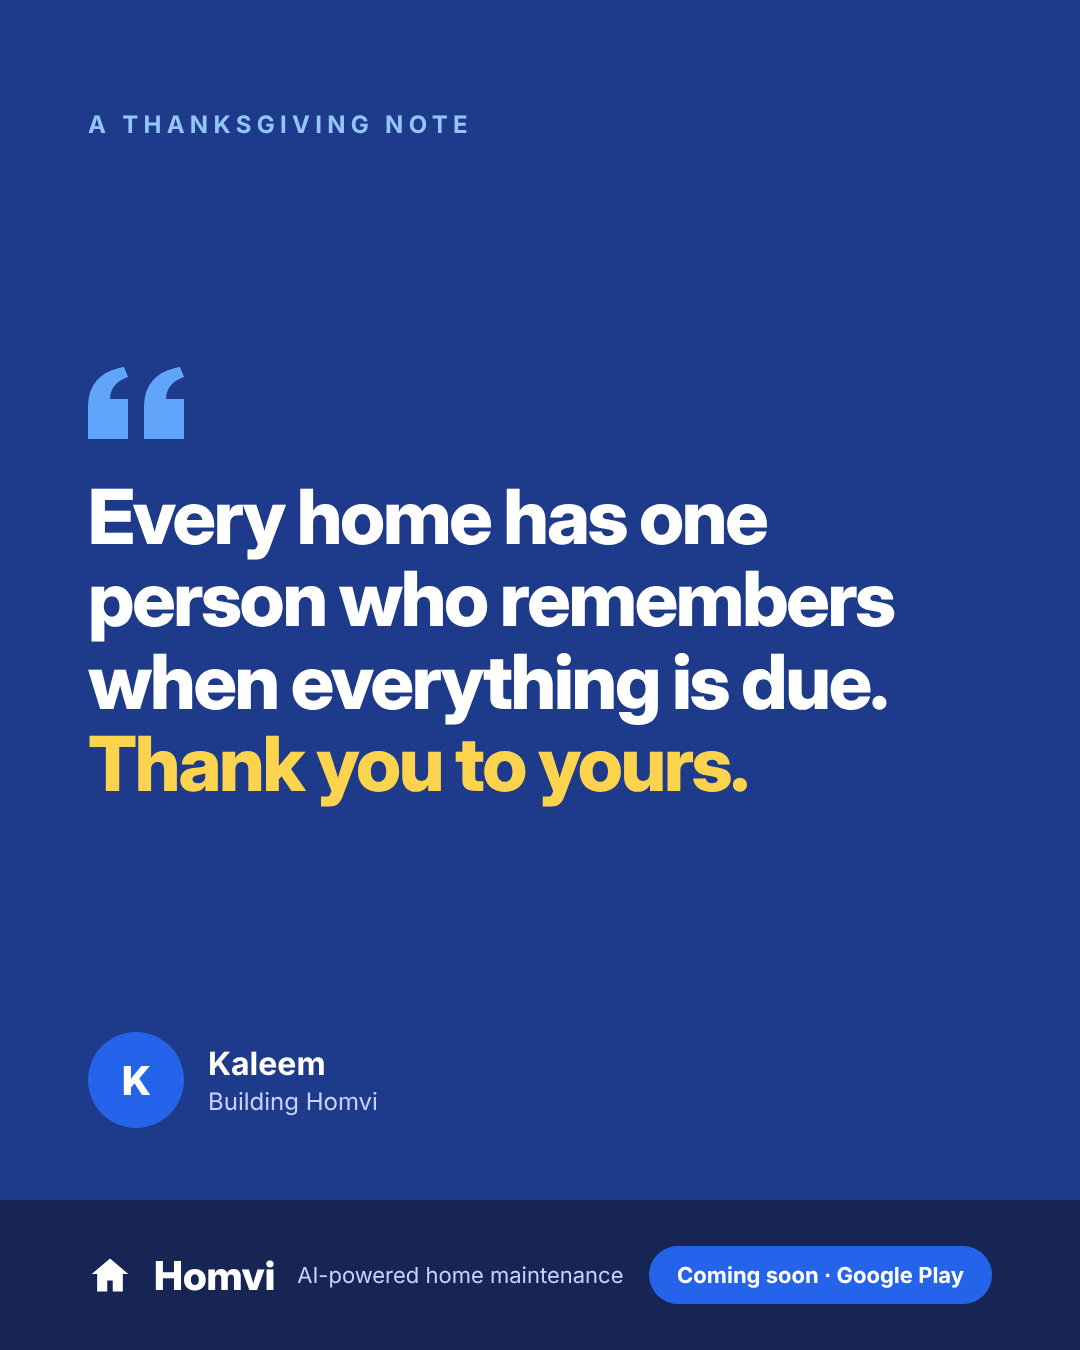 A THANKSGIVING NOTE
“
Every home has one
person who remembers
when everything is due.
Thank you to yours.
K
Kaleem
Building Homvi
Homvi AI-powered home maintenance Coming soon · Google Play